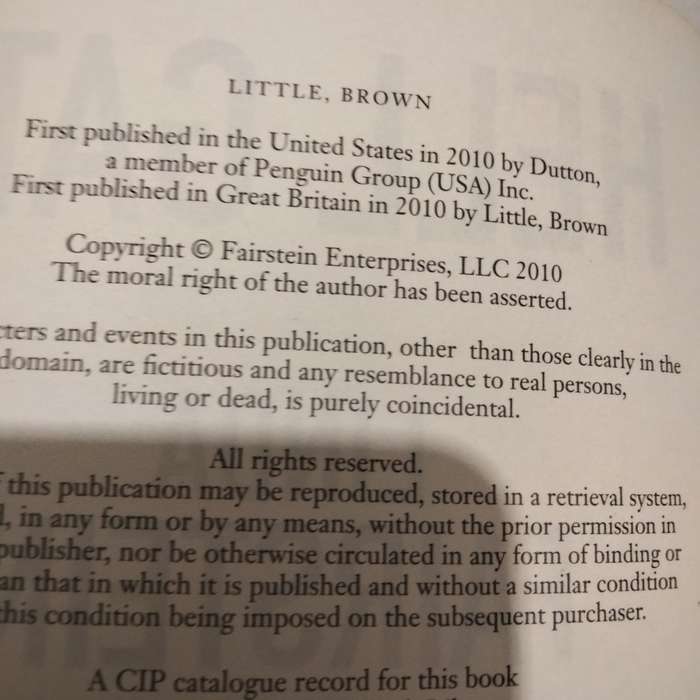 LITTLE, BROWN
First published in the United States in 2010 by Dutton,
a member of Penguin Group (USA) Inc.
First published in Great Britain in 2010 by Little, Brown
Copyright © Fairstein Enterprises, LLC 2010
The moral right of the author has been asserted.
and events in this publication, other than those clearly in the
domain, are fictitious and any resemblance to real persons,
living or dead, is purely coincidental.
All rights reserved.
this publication may be reproduced, stored in a retrieval system,
in any form or by any means, without the prior permission in
publisher, nor be otherwise circulated in any form of binding or
that in which it is published and without a similar condition
this condition being imposed on the subsequent purchaser.
A CIP catalogue record for this book